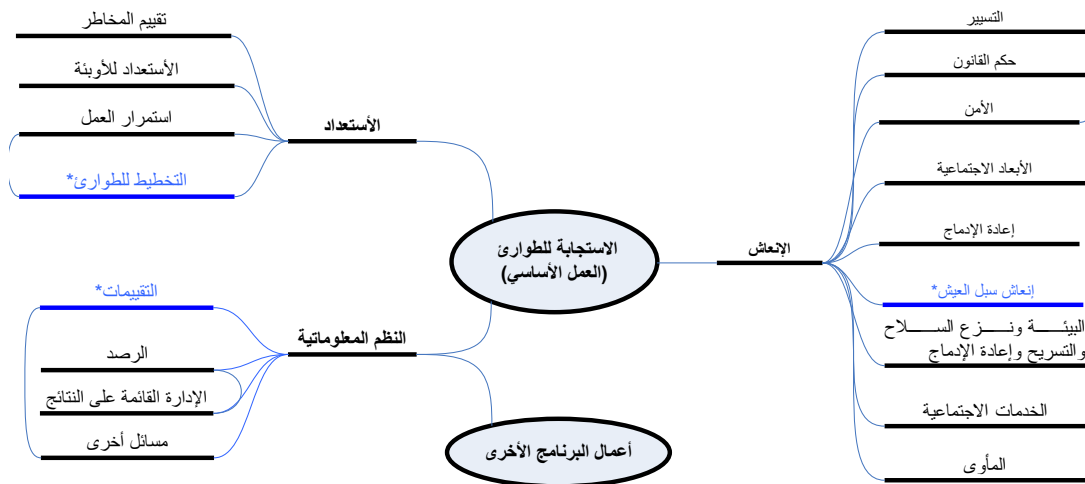 التسيير
حكم القانون
الأمن
الأبعاد الاجتماعية
إعادة الإدماج
إنعاش سبل العيش*
البيئة ونزع السلاح
والتسريح وإعادة الإدماج
الخدمات الاجتماعية
المأوى
الإنعاش
الاستجابة للطوارئ
(العمل الأساسي)
أعمال البرنامج الأخرى
الأستعداد
تقييم المخاطر
الأستعداد للأوبئة
استمرار العمل
التخطيط للطوارئ*
النظم المعلوماتية
التقييمات*
الرصد
الإدارة القائمة على النتائج
مسائل أخرى